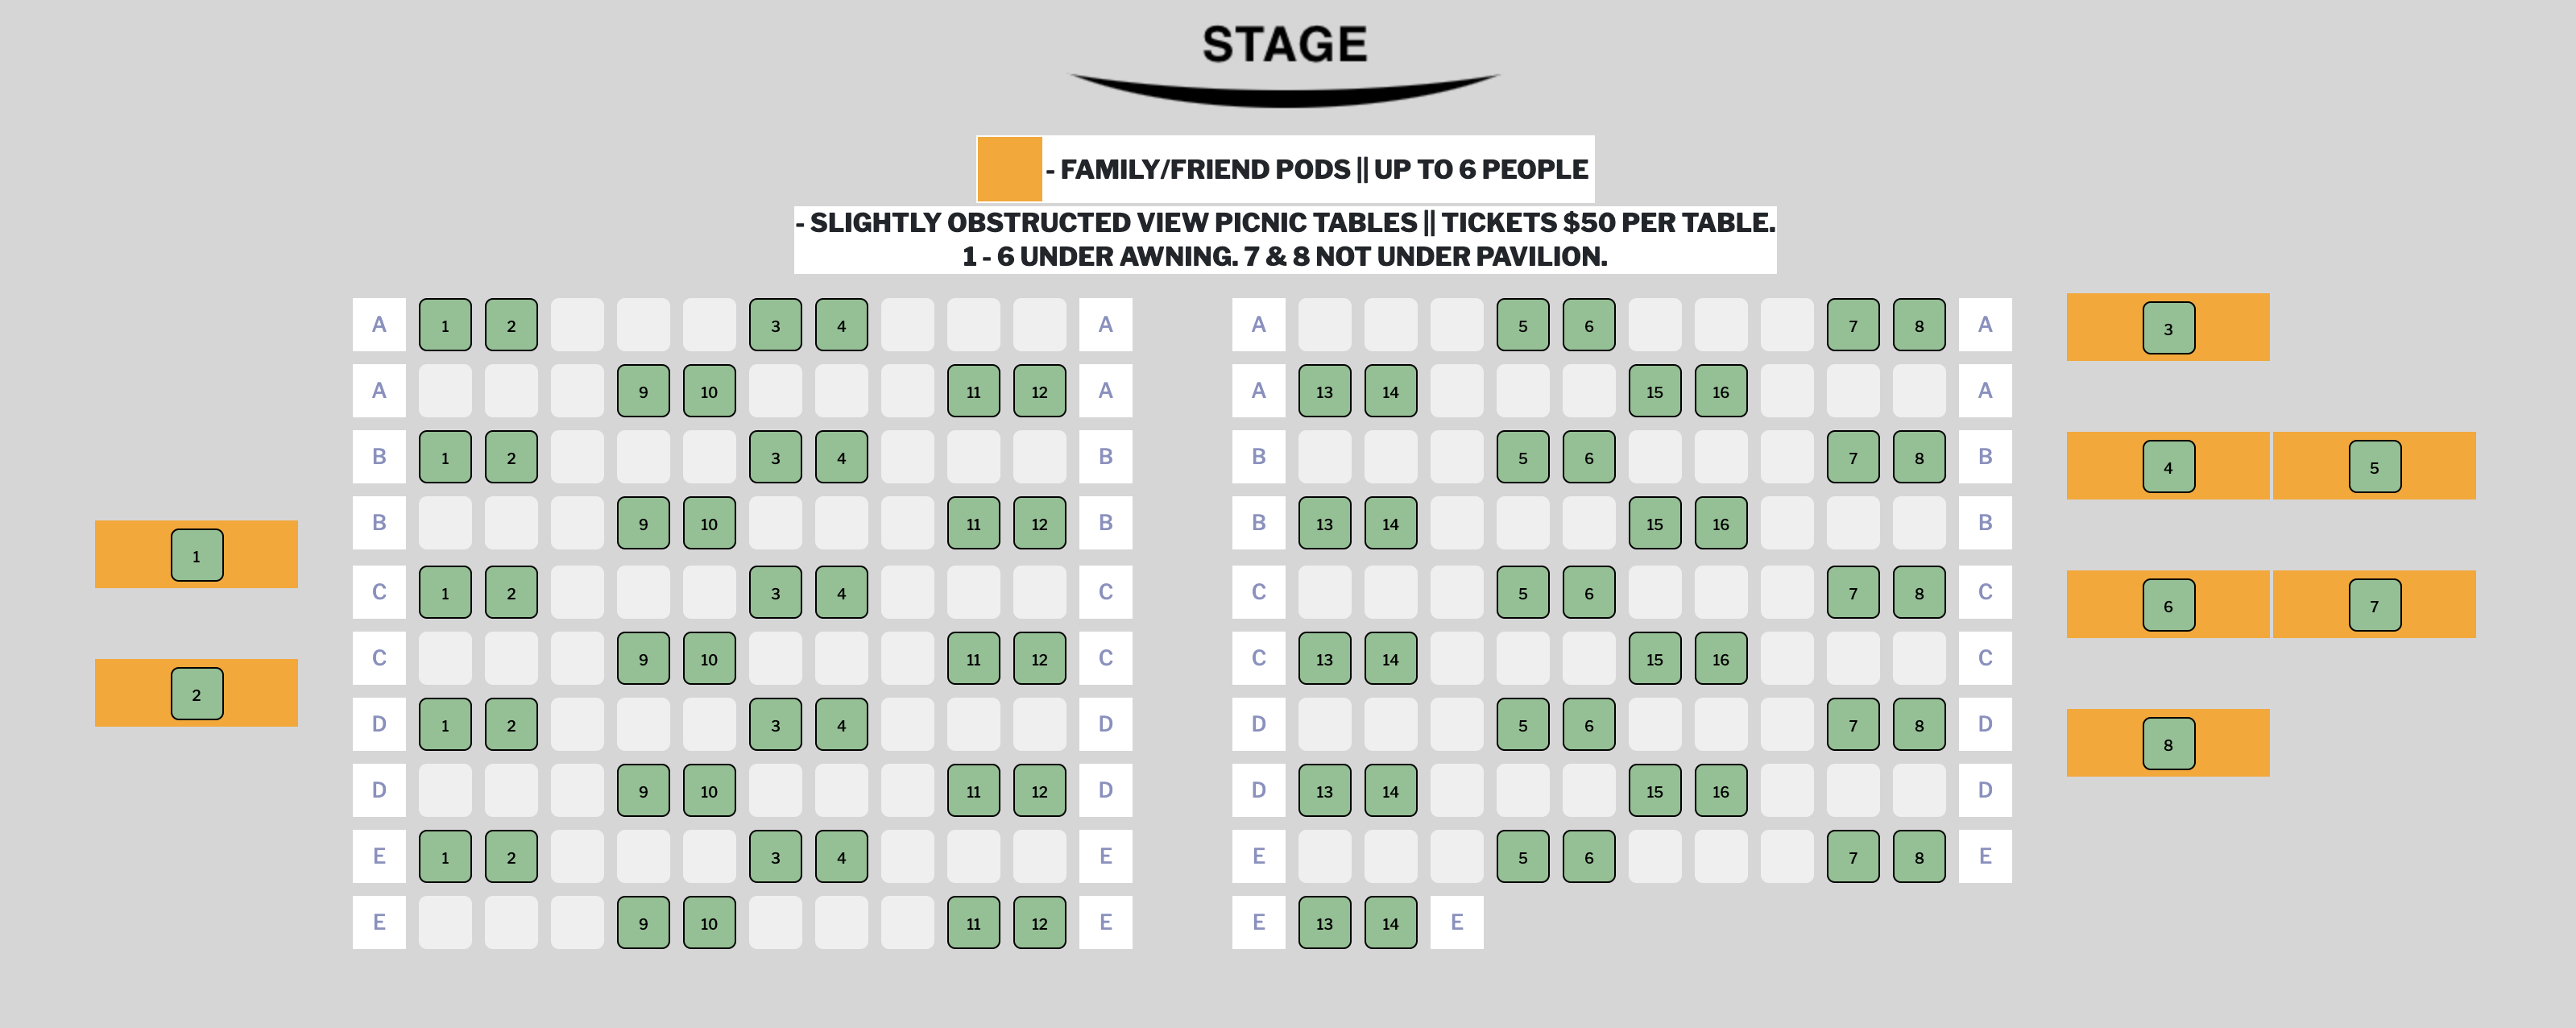 STAGE
- FAMILY/FRIEND PODS || UP TO 6 PEOPLE
- SLIGHTLY OBSTRUCTED VIEW PICNIC TABLES || TICKETS $50 PER TABLE.
1 - 6 UNDER AWNING. 7 & 8 NOT UNDER PAVILION.
A 1 2 3 4 A A 5 6 7 8 A 3
A 9 10 11 12 A A 13 14 15 16 A
B 1 2 3 4 B B 5 6 7 8 B 4 5
B 9 10 11 12 B B 13 14 15 16 B
1
C 1 2 3 4 C C 5 6 7 8 C 6 7
C 9 10 11 12 C C 13 14 15 16 C
2
D 1 2 3 4 D D 5 6 7 8 D 8
D 9 10 11 12 D D 13 14 15 16 D
E 1 2 3 4 E E 5 6 7 8 E
E 9 10 11 12 E E 13 14 E